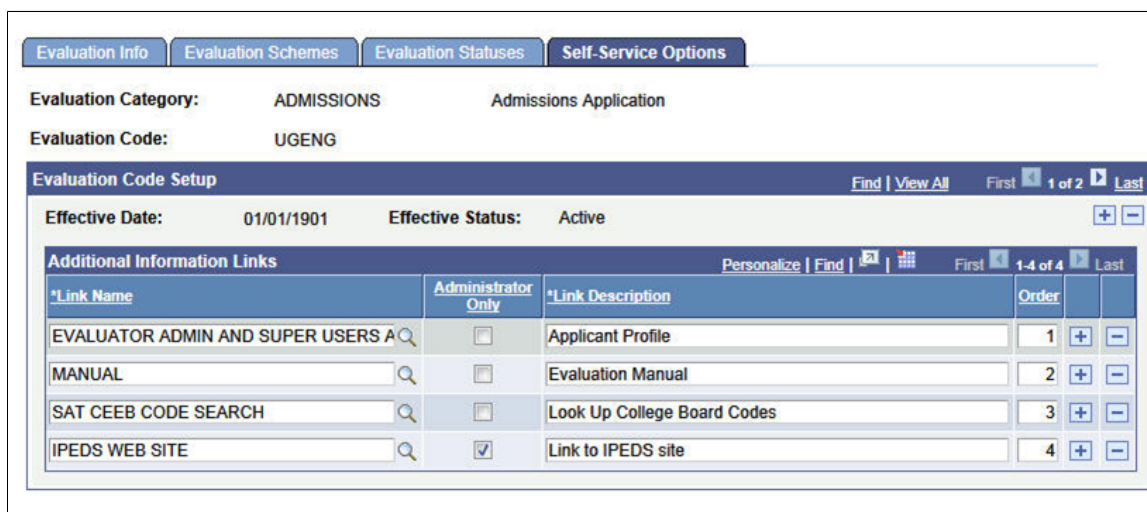 Evaluation Info Evaluation Schemes Evaluation Statuses Self-Service Options
Evaluation Category: ADMISSIONS Admissions Application
Evaluation Code: UGENG
Evaluation Code Setup Find | View All First 1 of 2 Last
Effective Date: 01/01/1901 Effective Status: Active
Additional Information Links Personalize | Find | | First 1-4 of 4 Last
*Link Name Administrator Only *Link Description Order
EVALUATOR ADMIN AND SUPER USERS A Applicant Profile 1
MANUAL Evaluation Manual 2
SAT CEEB CODE SEARCH Look Up College Board Codes 3
IPEDS WEB SITE Link to IPEDS site 4